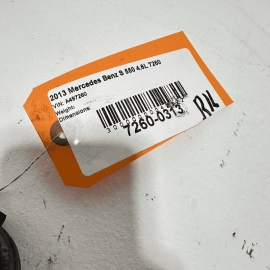 2013 Mercedes Benz S 550 4.6L 7260
VIN: A497260
Weight:
Dimensions:
7260-0313
RH